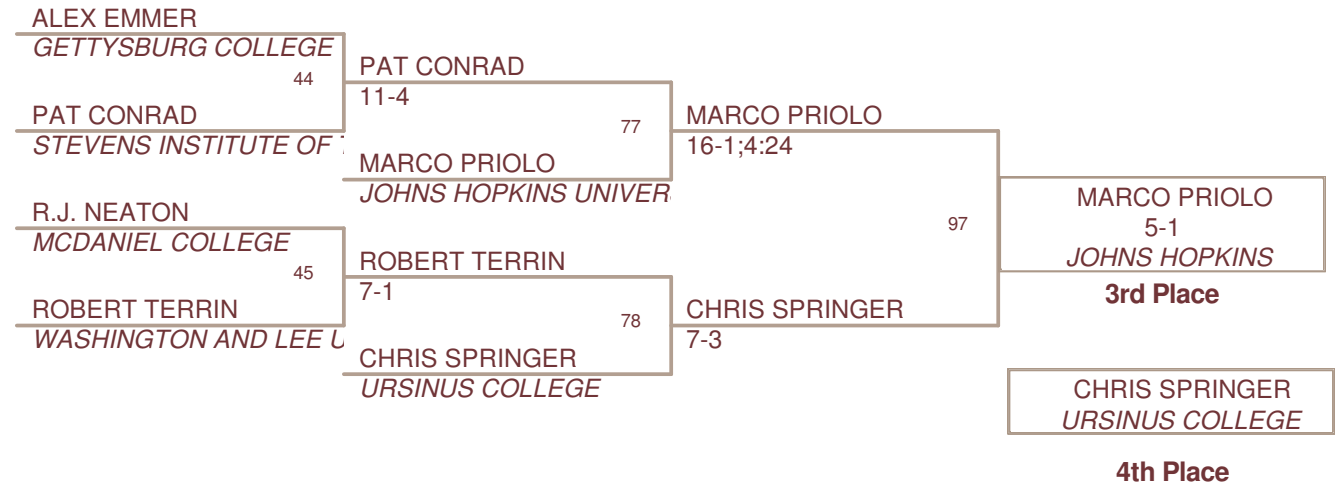 ALEX EMMER
GETTYSBURG COLLEGE
44
PAT CONRAD
STEVENS INSTITUTE OF
R.J. NEATON
MCDANIEL COLLEGE
45
ROBERT TERRIN
WASHINGTON AND LEE U
PAT CONRAD
11-4
77
MARCO PRIOLO
JOHNS HOPKINS UNIVER
ROBERT TERRIN
7-1
78
CHRIS SPRINGER
URSINUS COLLEGE
MARCO PRIOLO
16-1;4:24
97
CHRIS SPRINGER
7-3
MARCO PRIOLO
5-1
JOHNS HOPKINS
3rd Place
CHRIS SPRINGER
URSINUS COLLEGE
4th Place